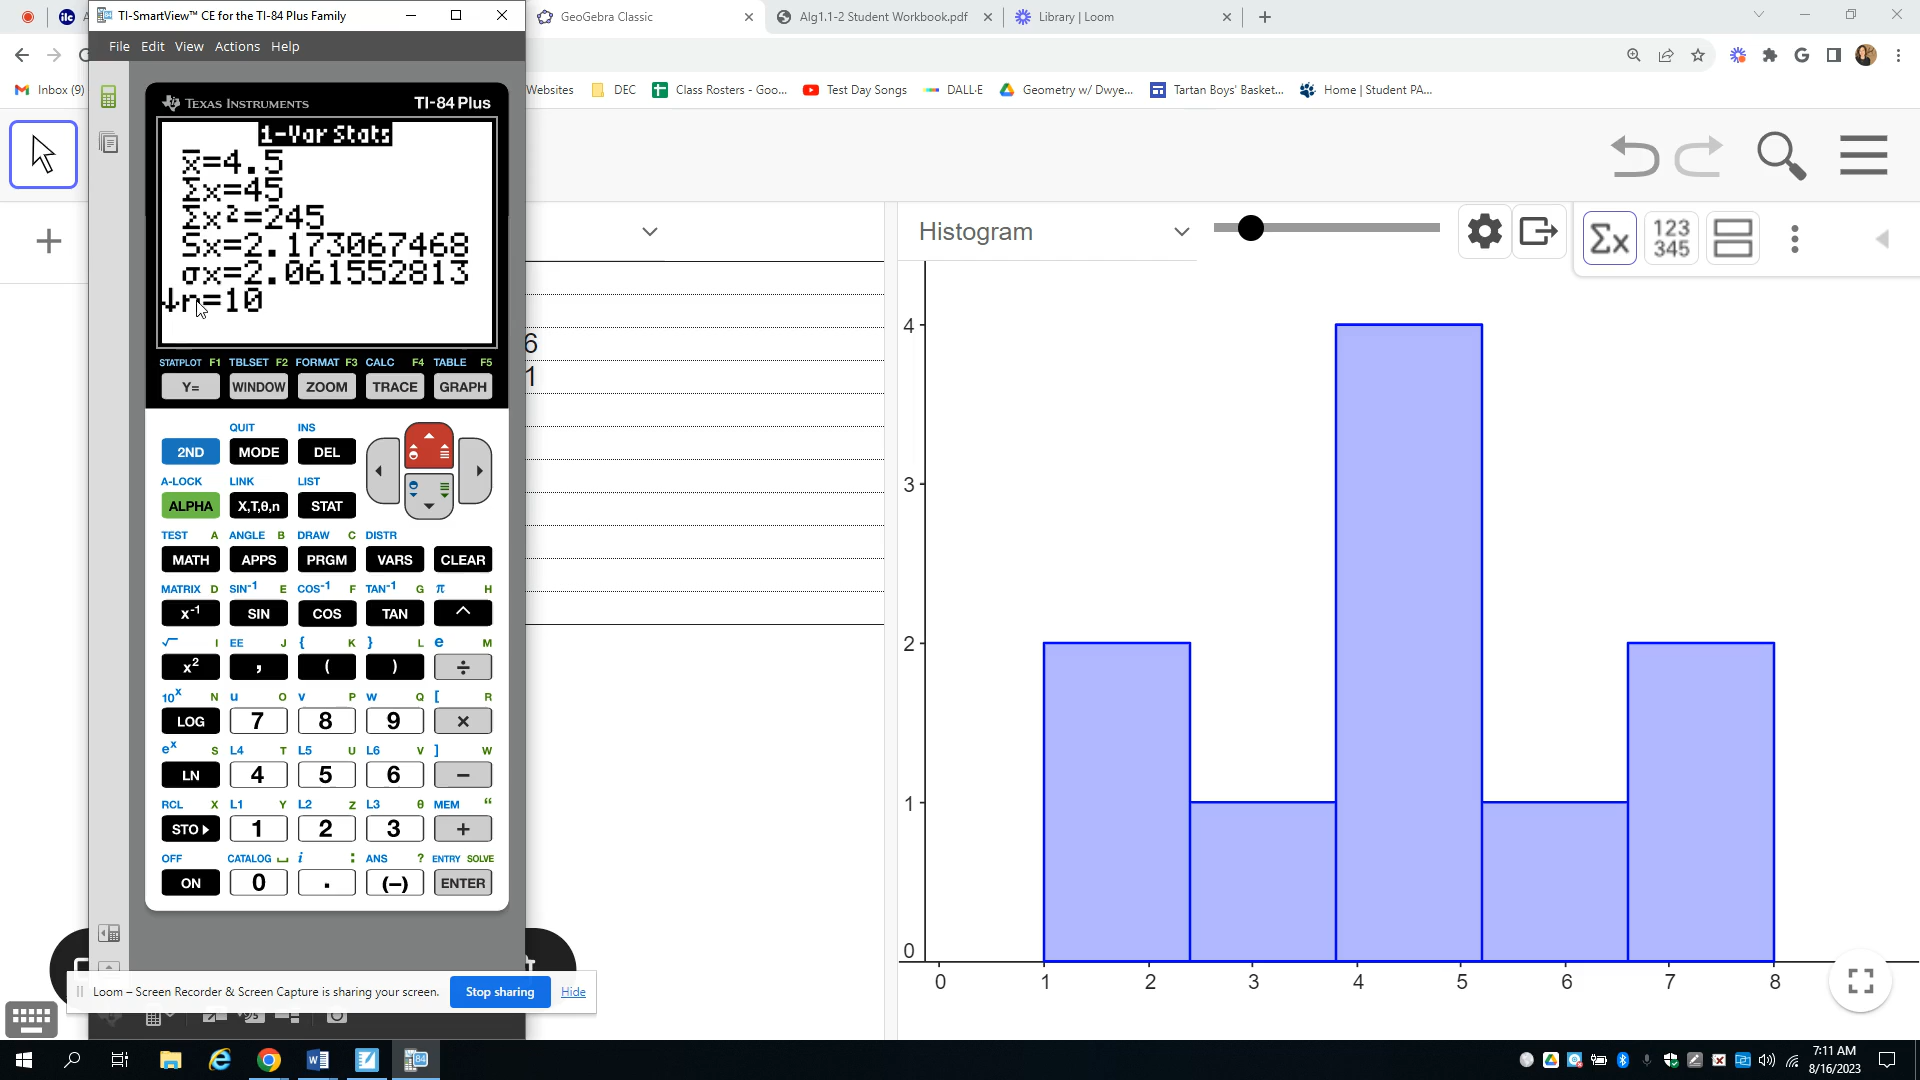 TI-SmartView™ CE for the TI-84 Plus Family
GeoGebra Classic
Alg1.1-2 Student Workbook.pdf
Library | Loom
File Edit View Actions Help
Inbox (9)
Websites
DEC
Class Rosters - Goo...
Test Day Songs
DALL·E
Geometry w/ Dwye...
Tartan Boys' Basket...
Home | Student PA...
TEXAS INSTRUMENTS
TI-84 Plus
1-Var Stats
x̄=4.5
Σx=45
Σx²=245
Sx=2.173067468
σx=2.061552813
↓n=10
STATPLOT F1 TBLSET F2 FORMAT F3 CALC F4 TABLE F5
Y= WINDOW ZOOM TRACE GRAPH
QUIT INS
2ND MODE DEL
A-LOCK LINK LIST
ALPHA X,T,θ,n STAT
TEST A ANGLE B DRAW C DISTR
MATH APPS PRGM VARS CLEAR
MATRIX D SIN⁻¹ E COS⁻¹ F TAN⁻¹ G π H
x⁻¹ SIN COS TAN ^
√ I EE J { K } L e M
x² , ( ) ÷
10ˣ N u O v P w Q [ R
LOG 7 8 9 ×
eˣ S L4 T L5 U L6 V ] W
LN 4 5 6 −
RCL X L1 Y L2 Z L3 θ MEM “
STO▸ 1 2 3 +
OFF CATALOG ⎵ i : ANS ? ENTRY SOLVE
ON 0 . (–) ENTER
6
1
Histogram
Σx
123
345
4
3
2
1
0
0 1 2 3 4 5 6 7 8
Loom – Screen Recorder & Screen Capture is sharing your screen.
Stop sharing
Hide
7:11 AM
8/16/2023